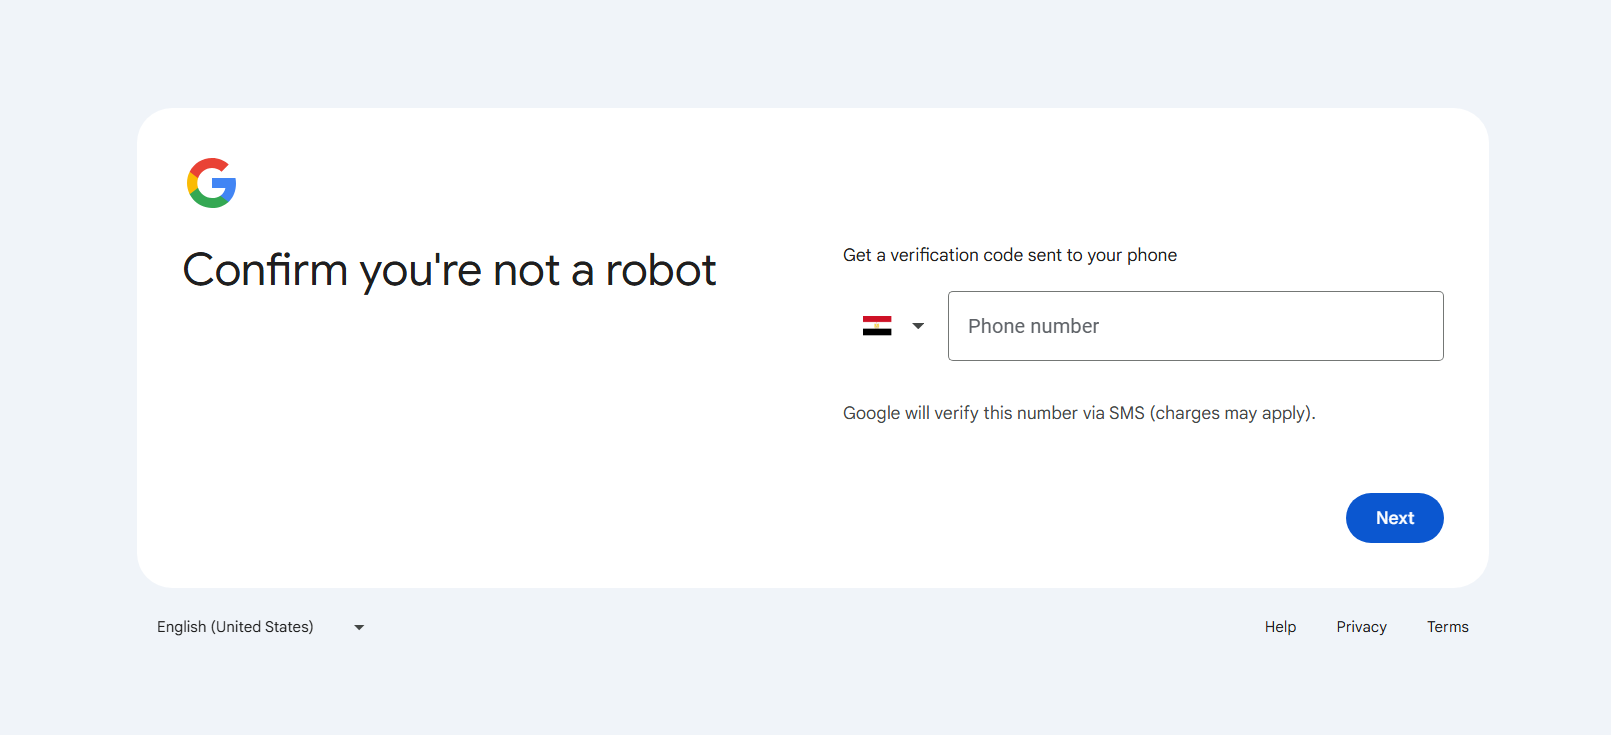 Confirm you're not a robot
Get a verification code sent to your phone
Phone number
Google will verify this number via SMS (charges may apply).
Next
English (United States)
Help
Privacy
Terms